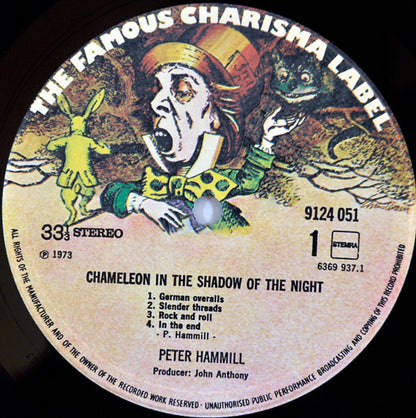 THE FAMOUS CHARISMA LABEL
9124 051
33⅓ STEREO
1
STEMRA
℗ 1973
6369 937.1
CHAMELEON IN THE SHADOW OF THE NIGHT
1. German overalls
2. Slender threads
3. Rock and roll
4. In the end
- P. Hammill -
PETER HAMMILL
Producer: John Anthony
ALL RIGHTS OF THE MANUFACTURER AND OF THE OWNER OF THE RECORDED WORK RESERVED - UNAUTHORISED PUBLIC PERFORMANCE BROADCASTING AND COPYING OF THIS RECORD PROHIBITED